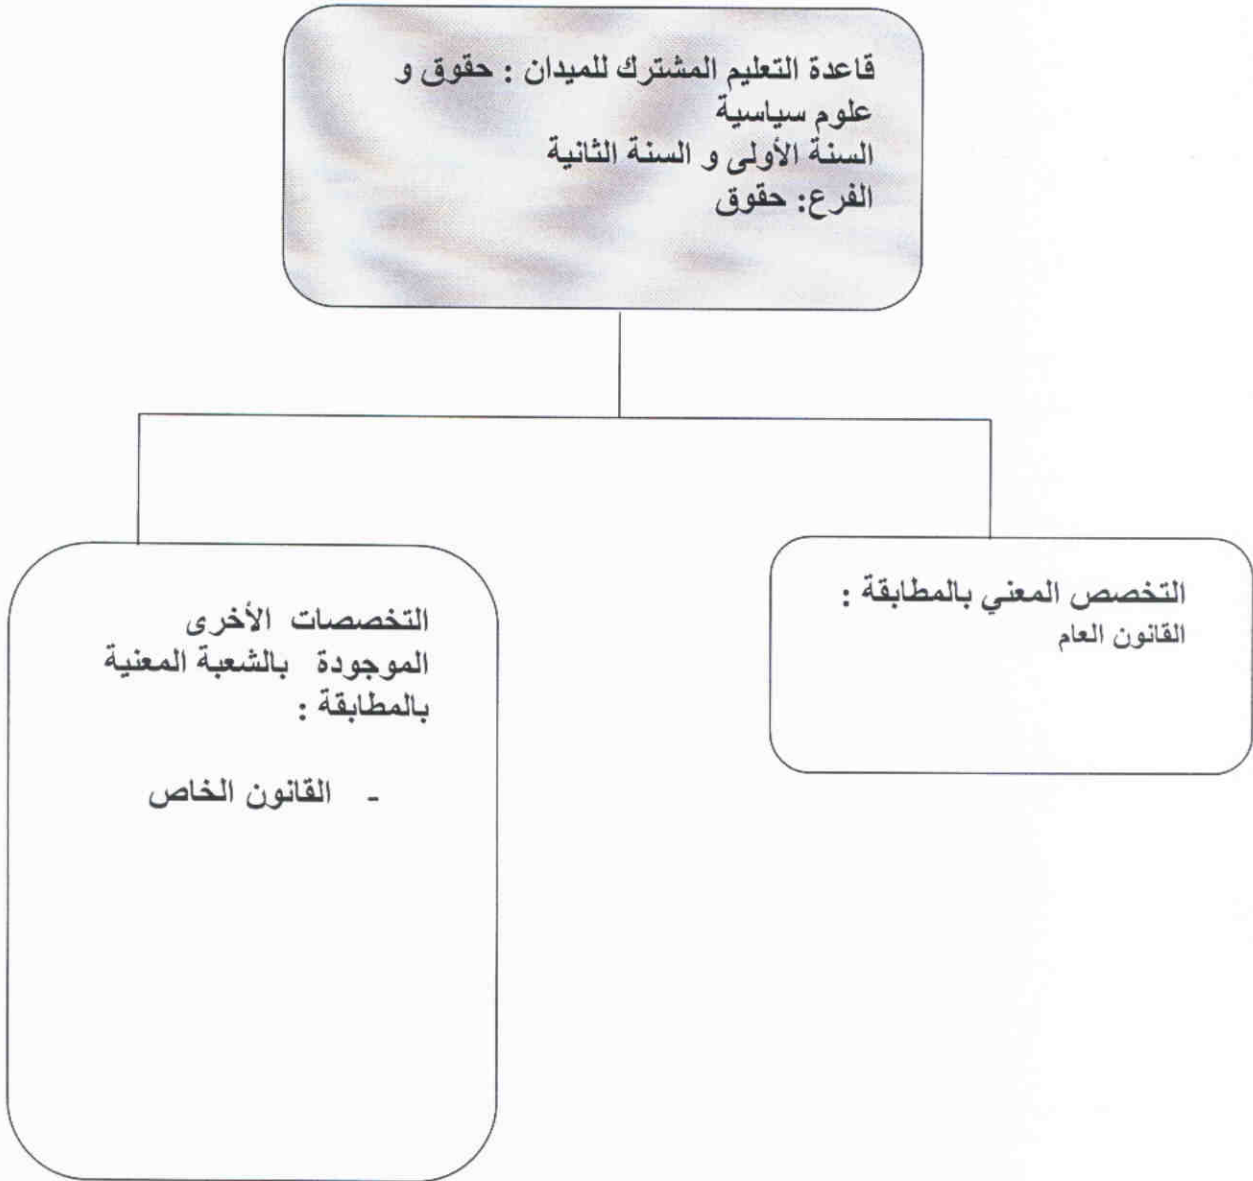 قاعدة التعليم المشترك للميدان : حقوق و
علوم سياسية
السنة الأولى و السنة الثانية
الفرع: حقوق
التخصص المعني بالمطابقة :
القانون العام
التخصصات الأخرى
الموجودة بالشعبة المعنية
بالمطابقة :
- القانون الخاص